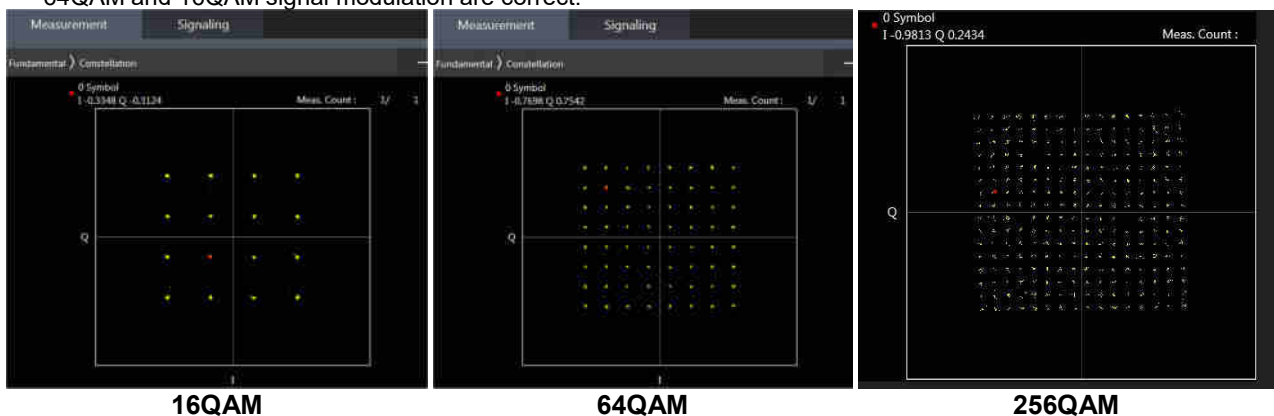 64QAM and 16QAM signal modulation are correct.
Measurement Signaling
Fundamental ❭ Constellation
0 Symbol
I -0.3348 Q -0.1124 Meas. Count : 1/ 1
Q
I
Measurement Signaling
Fundamental ❭ Constellation
0 Symbol
I -0.7698 Q 0.7542 Meas. Count : 1/ 1
Q
I
0 Symbol
I -0.9813 Q 0.2434 Meas. Count :
Q
16QAM 64QAM 256QAM